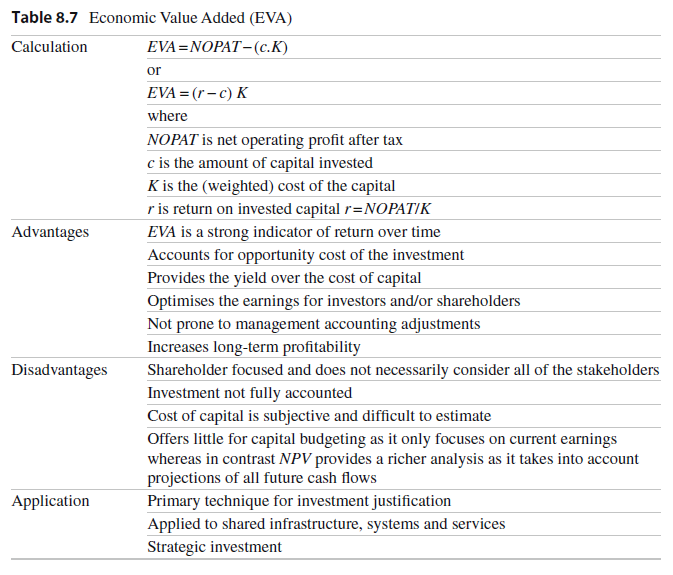 Table 8.7 Economic Value Added (EVA)
Calculation EVA=NOPAT−(c.K)
or
EVA=(r−c) K
where
NOPAT is net operating profit after tax
c is the amount of capital invested
K is the (weighted) cost of the capital
r is return on invested capital r=NOPAT/K
Advantages EVA is a strong indicator of return over time
Accounts for opportunity cost of the investment
Provides the yield over the cost of capital
Optimises the earnings for investors and/or shareholders
Not prone to management accounting adjustments
Increases long-term profitability
Disadvantages Shareholder focused and does not necessarily consider all of the stakeholders
Investment not fully accounted
Cost of capital is subjective and difficult to estimate
Offers little for capital budgeting as it only focuses on current earnings
whereas in contrast NPV provides a richer analysis as it takes into account
projections of all future cash flows
Application Primary technique for investment justification
Applied to shared infrastructure, systems and services
Strategic investment